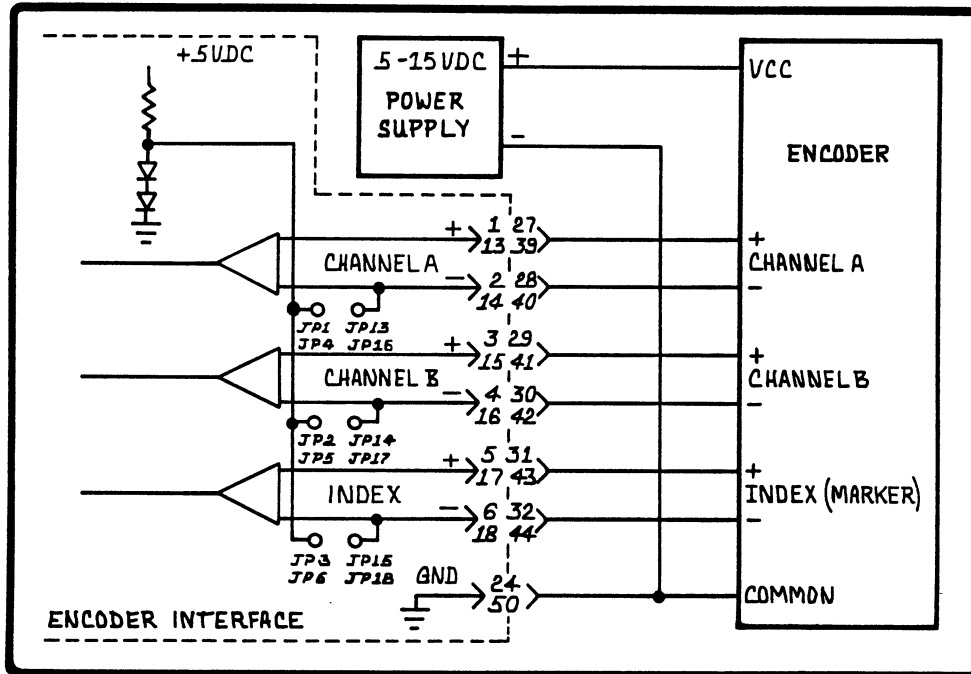 +5VDC
5-15VDC
POWER
SUPPLY
+
-
VCC
ENCODER
+ 1 27
13 39
+
CHANNEL A
CHANNEL A
- 2 28
14 40
-
JP1 JP13
JP4 JP16
+ 3 29
15 41
+
CHANNEL B
CHANNEL B
- 4 30
16 42
-
JP2 JP14
JP5 JP17
+ 5 31
17 43
+
INDEX
INDEX (MARKER)
- 6 32
18 44
-
JP3 JP15
JP6 JP18
GND 24
50
COMMON
ENCODER INTERFACE